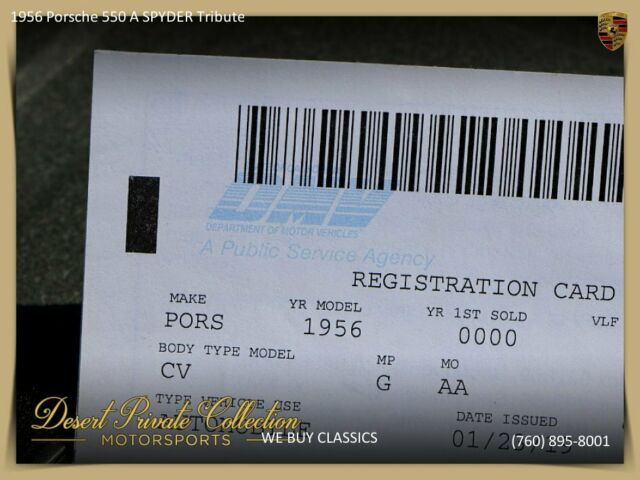 1956 Porsche 550 A SPYDER Tribute
DMV
DEPARTMENT OF MOTOR VEHICLES
A Public Service Agency
REGISTRATION CARD
MAKE YR MODEL YR 1ST SOLD VLF
PORS 1956 0000
BODY TYPE MODEL MP MO
CV G AA
TYPE VEHICLE USE DATE ISSUED
AUTOMOBILE
Desert Private Collection
MOTORSPORTS
WE BUY CLASSICS
(760) 895-8001